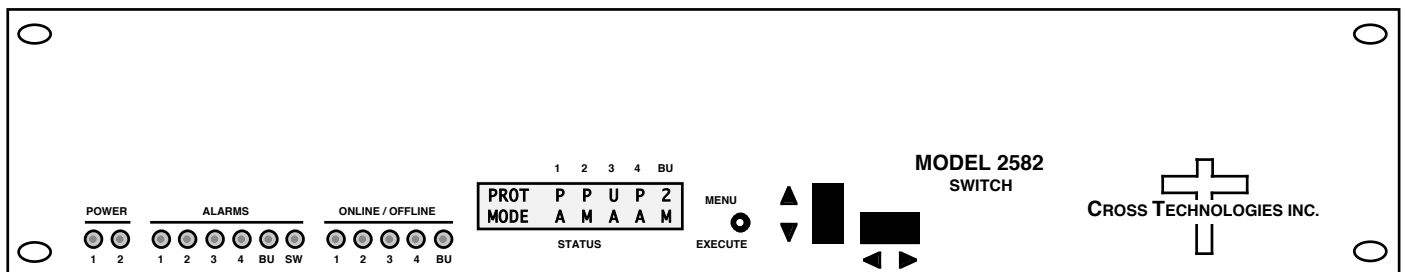 1 2 3 4 BU
PROT P P U P 2
MODE A M A A M
STATUS
POWER
1 2
ALARMS
1 2 3 4 BU SW
ONLINE / OFFLINE
1 2 3 4 BU
MENU
EXECUTE
MODEL 2582
SWITCH
CROSS TECHNOLOGIES INC.